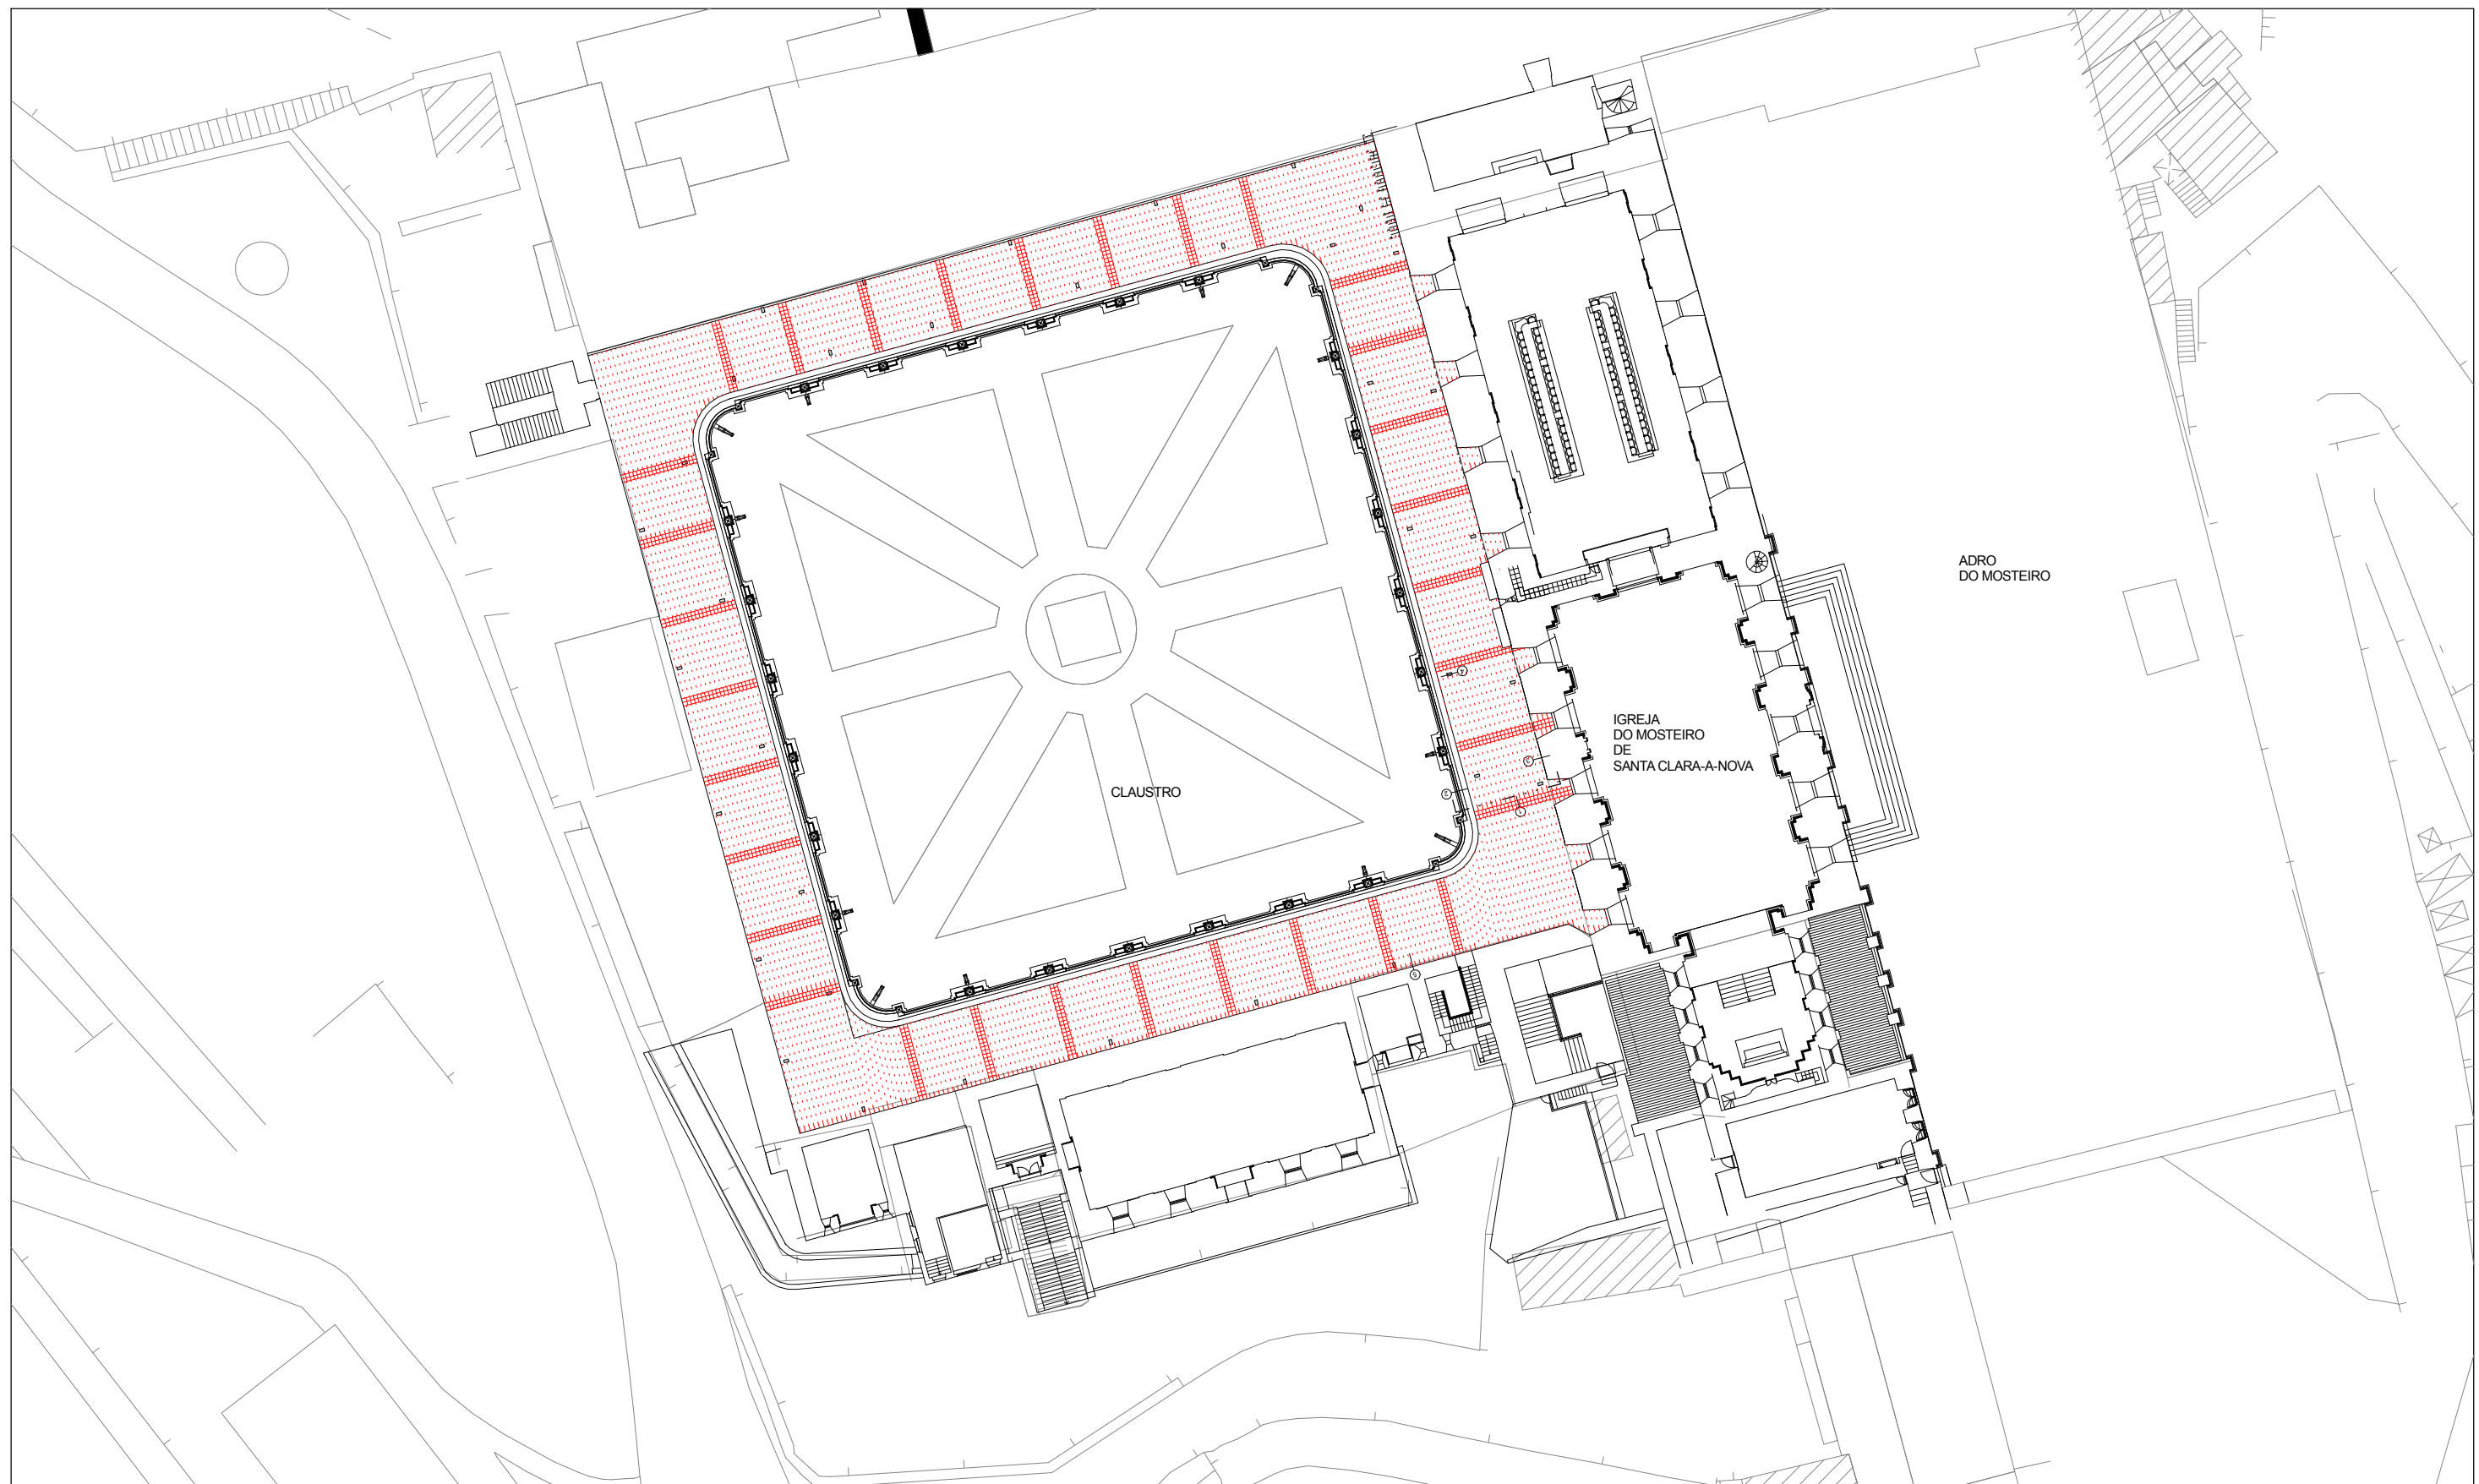 ADRO
DO MOSTEIRO
IGREJA
DO MOSTEIRO
DE
SANTA CLARA-A-NOVA
CLAUSTRO